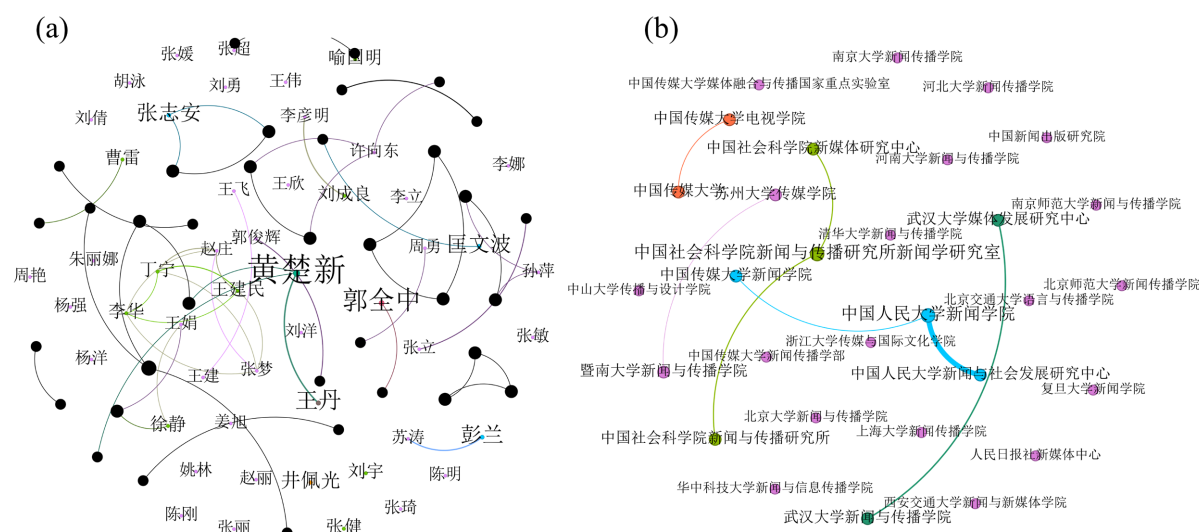 (a)
张媛
张超
喻国明
胡泳
刘勇
王伟
刘倩
张志安
李彦明
曹雷
许向东
李娜
王飞
王欣
刘成良
李立
赵庄
郭俊辉
周勇
匡文波
朱丽娜
周艳
丁宁
黄楚新
孙萍
杨强
李华
王建民
郭全中
王娟
刘洋
张敏
杨洋
张立
王建
张梦
王丹
徐静
姜旭
苏涛
彭兰
姚林
赵丽
井佩光
刘宇
陈明
陈刚
张丽
张健
张琦
(b)
南京大学新闻传播学院
中国传媒大学媒体融合与传播国家重点实验室
河北大学新闻传播学院
中国传媒大学电视学院
中国新闻出版研究院
中国社会科学院新媒体研究中心
河南大学新闻与传播学院
中国传媒大学
苏州大学传媒学院
南京师范大学新闻与传播学院
武汉大学媒体发展研究中心
清华大学新闻与传播学院
中国社会科学院新闻与传播研究所新闻学研究室
中国传媒大学新闻学院
中山大学传播与设计学院
北京师范大学新闻传播学院
北京交通大学语言与传播学院
中国人民大学新闻学院
浙江大学传媒与国际文化学院
中国传媒大学新闻传播学部
暨南大学新闻与传播学院
中国人民大学新闻与社会发展研究中心
复旦大学新闻学院
北京大学新闻与传播学院
上海大学新闻传播学院
中国社会科学院新闻与传播研究所
人民日报社新媒体中心
华中科技大学新闻与信息传播学院
西安交通大学新闻与新媒体学院
武汉大学新闻与传播学院